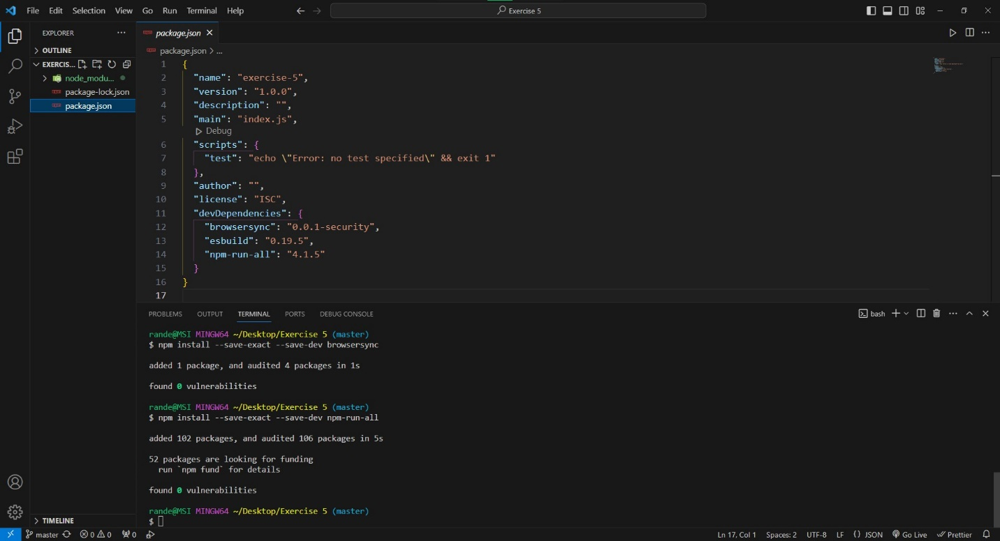 File Edit Selection View Go Run Terminal Help
Exercise 5
EXPLORER
OUTLINE
EXERCIS...
node_modu...
package-lock.json
package.json
package.json
package.json > ...
1 {
2 "name": "exercise-5",
3 "version": "1.0.0",
4 "description": "",
5 "main": "index.js",
Debug
6 "scripts": {
7 "test": "echo \"Error: no test specified\" && exit 1"
8 },
9 "author": "",
10 "license": "ISC",
11 "devDependencies": {
12 "browsersync": "0.0.1-security",
13 "esbuild": "0.19.5",
14 "npm-run-all": "4.1.5"
15 }
16 }
17
PROBLEMS OUTPUT TERMINAL PORTS DEBUG CONSOLE
bash
rande@MSI MINGW64 ~/Desktop/Exercise 5 (master)
$ npm install --save-exact --save-dev browsersync
added 1 package, and audited 4 packages in 1s
found 0 vulnerabilities
rande@MSI MINGW64 ~/Desktop/Exercise 5 (master)
$ npm install --save-exact --save-dev npm-run-all
added 102 packages, and audited 106 packages in 5s
52 packages are looking for funding
run `npm fund` for details
found 0 vulnerabilities
rande@MSI MINGW64 ~/Desktop/Exercise 5 (master)
$
TIMELINE
master 0 0 0 Ln 17, Col 1 Spaces: 2 UTF-8 LF {} JSON Go Live Prettier